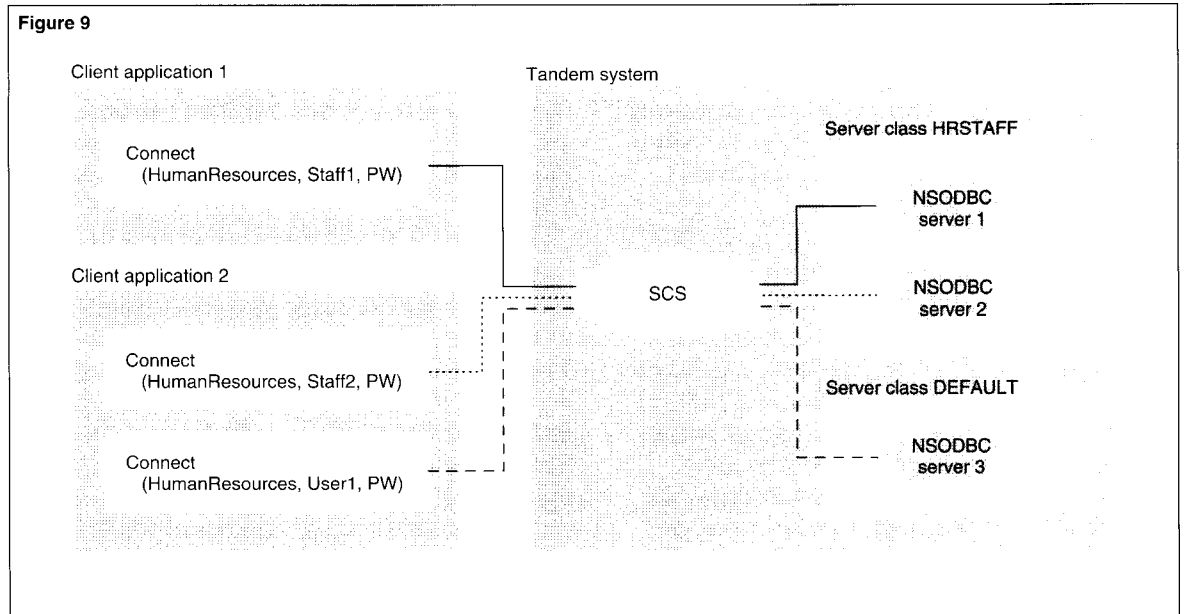 Figure 9
Client application 1
Connect
(HumanResources, Staff1, PW)
Client application 2
Connect
(HumanResources, Staff2, PW)
Connect
(HumanResources, User1, PW)
Tandem system
SCS
Server class HRSTAFF
NSODBC
server 1
NSODBC
server 2
Server class DEFAULT
NSODBC
server 3